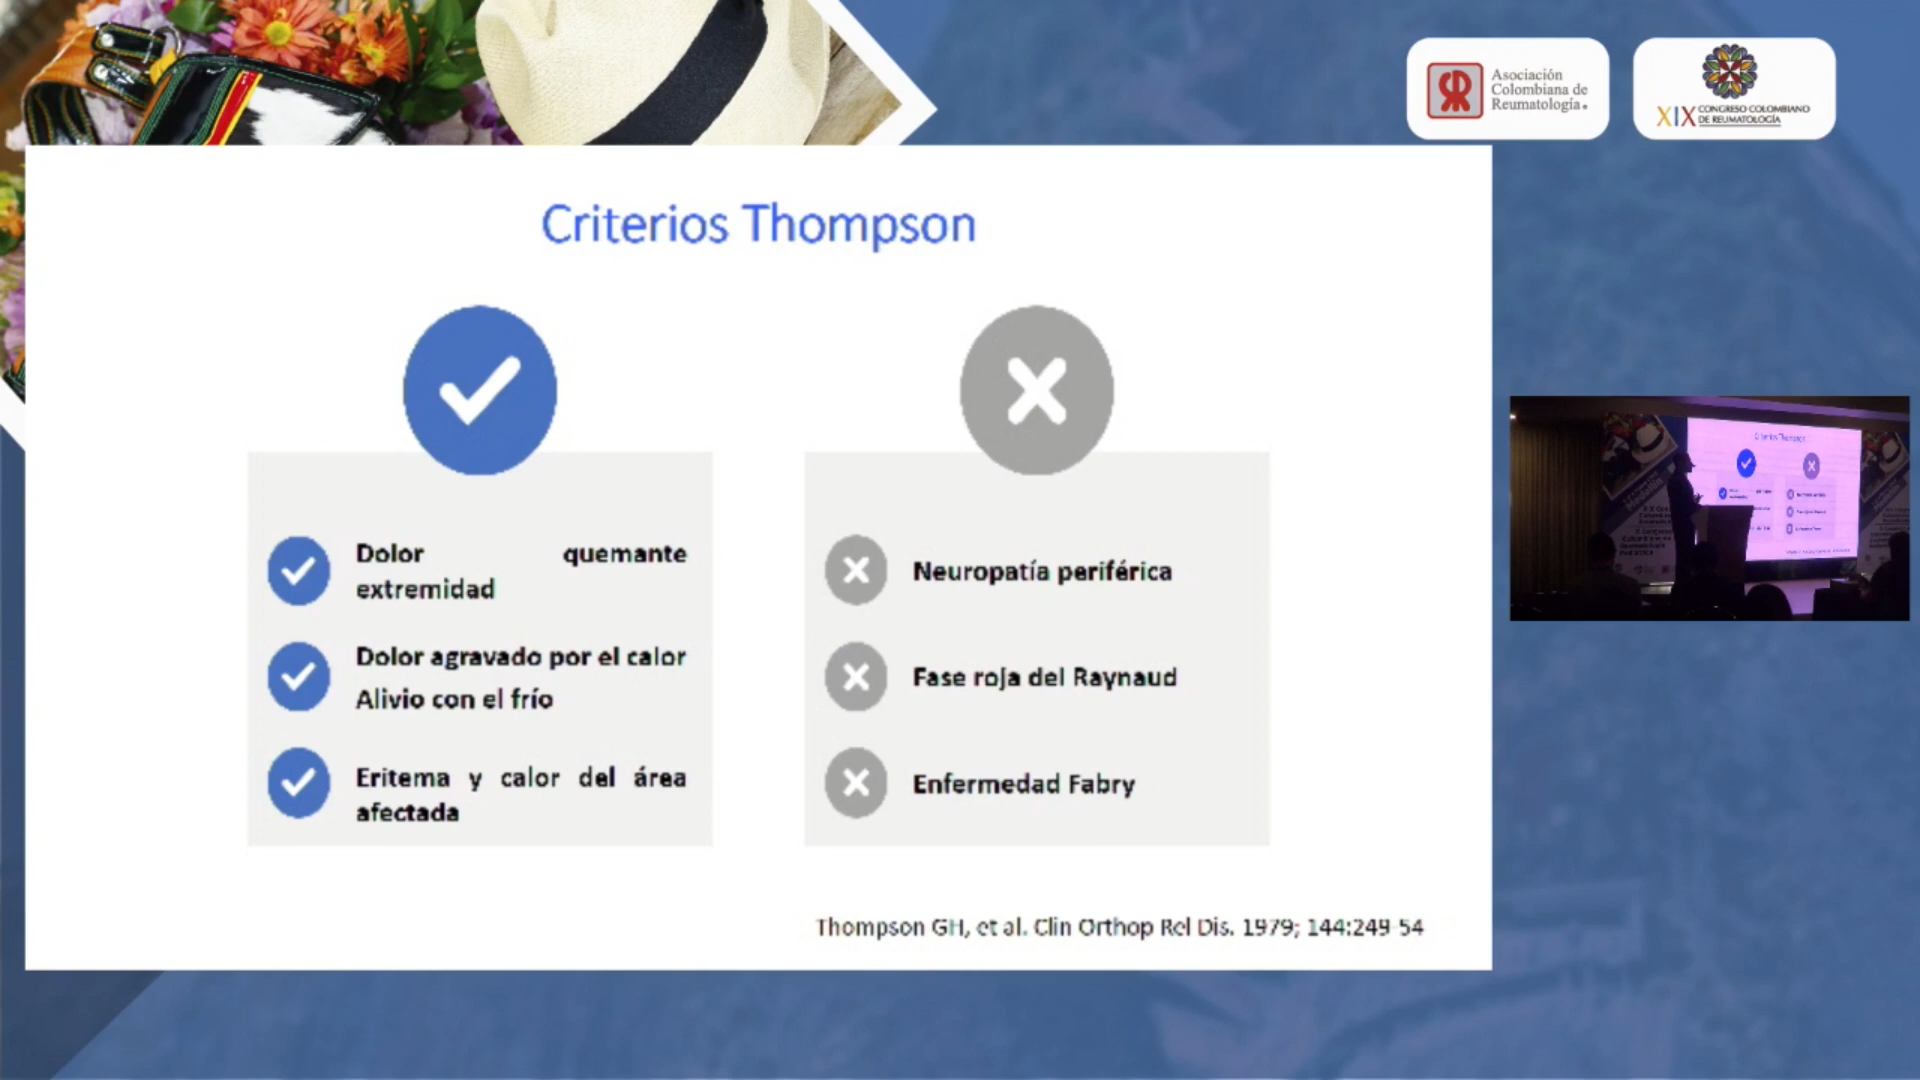 Asociación
Colombiana de
Reumatología.
XIX CONGRESO COLOMBIANO
DE REUMATOLOGÍA
Criterios Thompson
Dolor quemante
extremidad
Dolor agravado por el calor
Alivio con el frío
Eritema y calor del área
afectada
Neuropatía periférica
Fase roja del Raynaud
Enfermedad Fabry
Thompson GH, et al. Clin Orthop Rel Dis. 1979; 144:249-54
Criterios Thompson